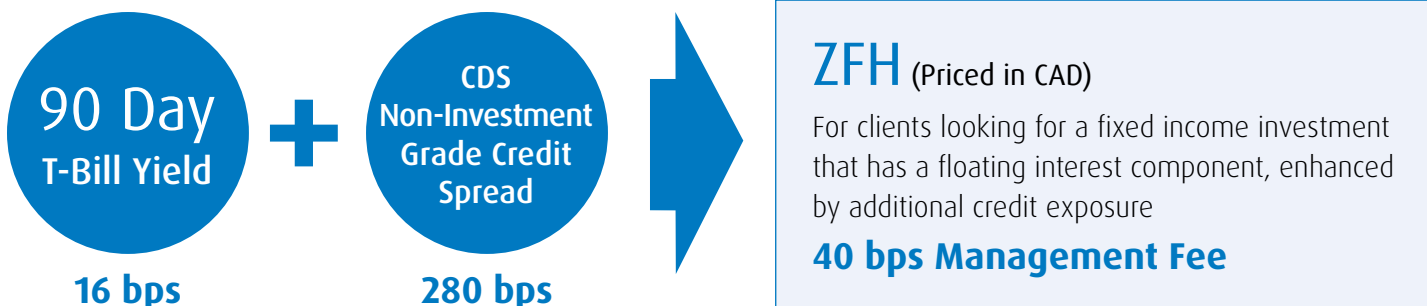 90 Day
T-Bill Yield
16 bps
+
CDS
Non-Investment
Grade Credit
Spread
280 bps
ZFH (Priced in CAD)
For clients looking for a fixed income investment
that has a floating interest component, enhanced
by additional credit exposure
40 bps Management Fee